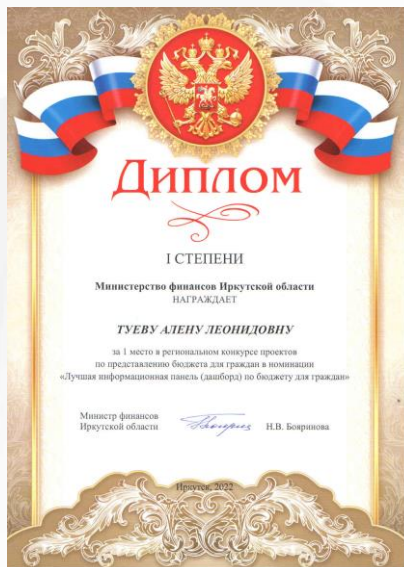 Диплом
I СТЕПЕНИ
Министерство финансов Иркутской области
НАГРАЖДАЕТ
ТУЕВУ АЛЕНУ ЛЕОНИДОВНУ
за 1 место в региональном конкурсе проектов
по представлению бюджета для граждан в номинации
«Лучшая информационная панель (дашборд) по бюджету для граждан»
Министр финансов
Иркутской области Н.В. Бояринова
Иркутск, 2022